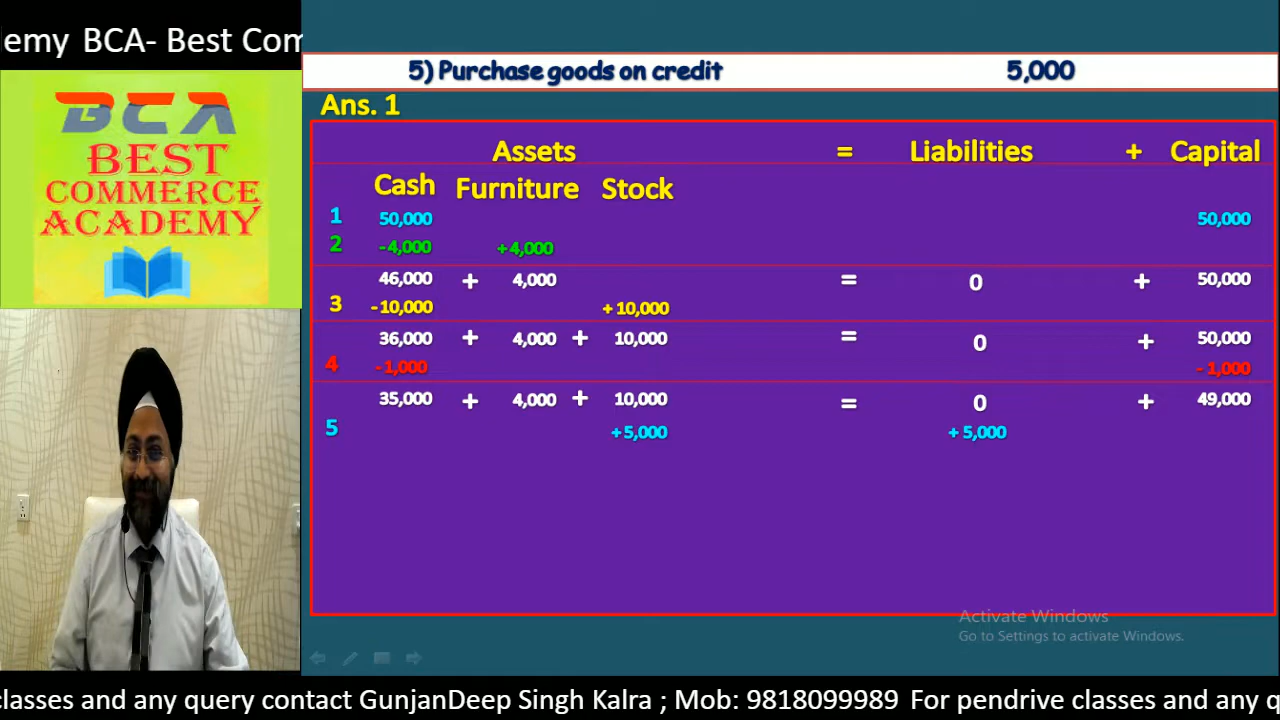 emy BCA- Best Com
BCA
BEST
COMMERCE
ACADEMY
5) Purchase goods on credit 5,000
Ans. 1
Assets = Liabilities + Capital
Cash Furniture Stock
1 50,000 50,000
2 -4,000 +4,000
46,000 + 4,000 = 0 + 50,000
3 -10,000 +10,000
36,000 + 4,000 + 10,000 = 0 + 50,000
4 -1,000 -1,000
35,000 + 4,000 + 10,000 = 0 + 49,000
5 +5,000 + 5,000
Activate Windows
Go to Settings to activate Windows.
classes and any query contact GunjanDeep Singh Kalra ; Mob: 9818099989 For pendrive classes and any q